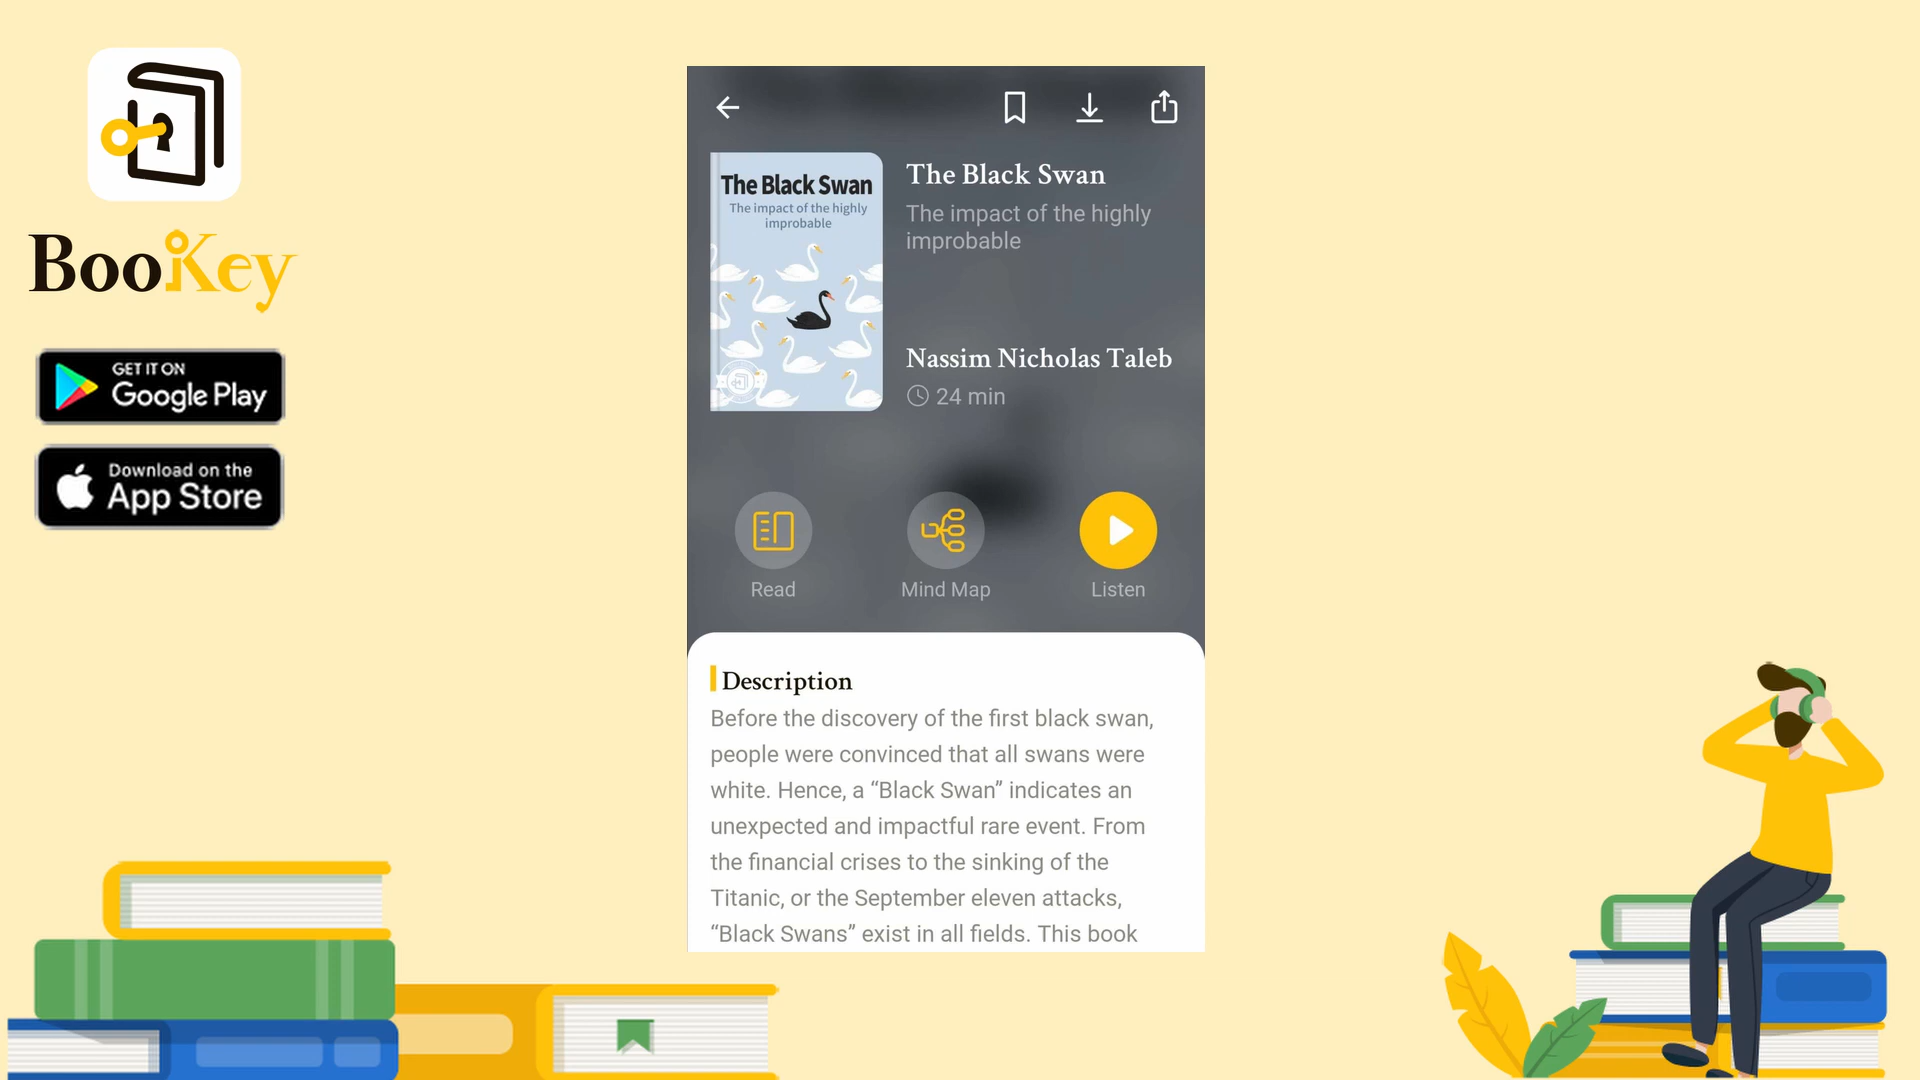 BooKey
GET IT ON
Google Play
Download on the
App Store
The Black Swan
The impact of the highly
improbable
The Black Swan
The impact of the highly
improbable
Nassim Nicholas Taleb
24 min
Read
Mind Map
Listen
Description
Before the discovery of the first black swan,
people were convinced that all swans were
white. Hence, a “Black Swan” indicates an
unexpected and impactful rare event. From
the financial crises to the sinking of the
Titanic, or the September eleven attacks,
“Black Swans” exist in all fields. This book